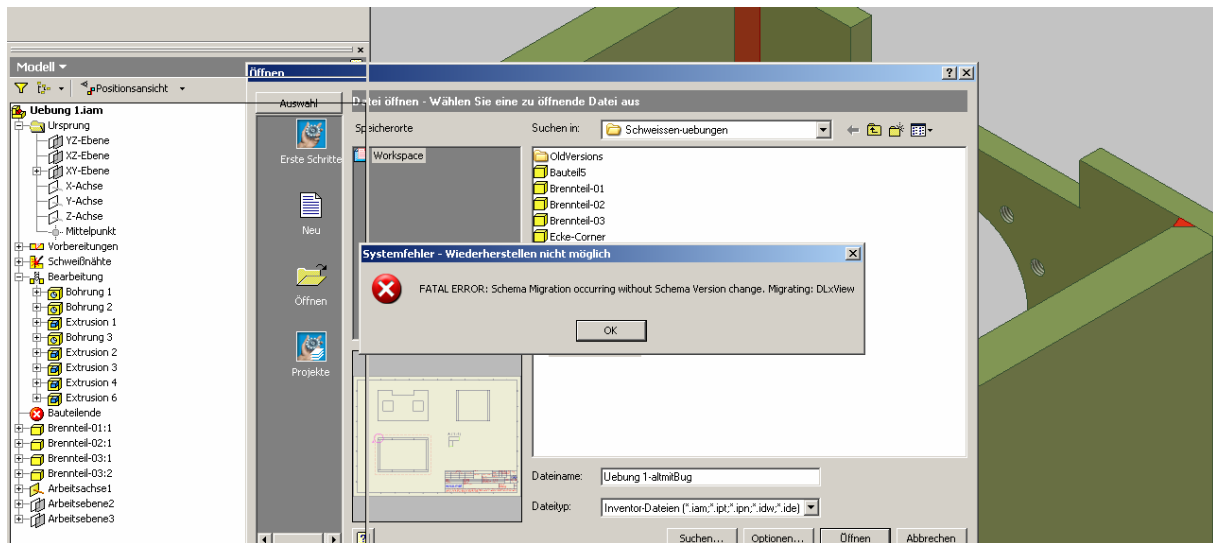 Modell
Positionsansicht
Uebung 1.iam
Ursprung
YZ-Ebene
XZ-Ebene
XY-Ebene
X-Achse
Y-Achse
Z-Achse
Mittelpunkt
Vorbereitungen
Schweißnähte
Bearbeitung
Bohrung 1
Bohrung 2
Extrusion 1
Bohrung 3
Extrusion 2
Extrusion 3
Extrusion 4
Extrusion 6
Bauteilende
Brennteil-01:1
Brennteil-02:1
Brennteil-03:1
Brennteil-03:2
Arbeitsachse1
Arbeitsebene2
Arbeitsebene3
Öffnen
Auswahl
Datei öffnen - Wählen Sie eine zu öffnende Datei aus
Erste Schritte
Neu
Öffnen
Projekte
Speicherorte
Workspace
Suchen in:
Schweissen-uebungen
OldVersions
Bauteil5
Brennteil-01
Brennteil-02
Brennteil-03
Ecke-Corner
Systemfehler - Wiederherstellen nicht möglich
FATAL ERROR: Schema Migration occurring without Schema Version change. Migrating: DLxView
OK
Dateiname:
Uebung 1-altmitBug
Dateityp:
Inventor-Dateien (*.iam;*.ipt;*.ipn;*.idw;*.ide)
Suchen...
Optionen...
Öffnen
Abbrechen